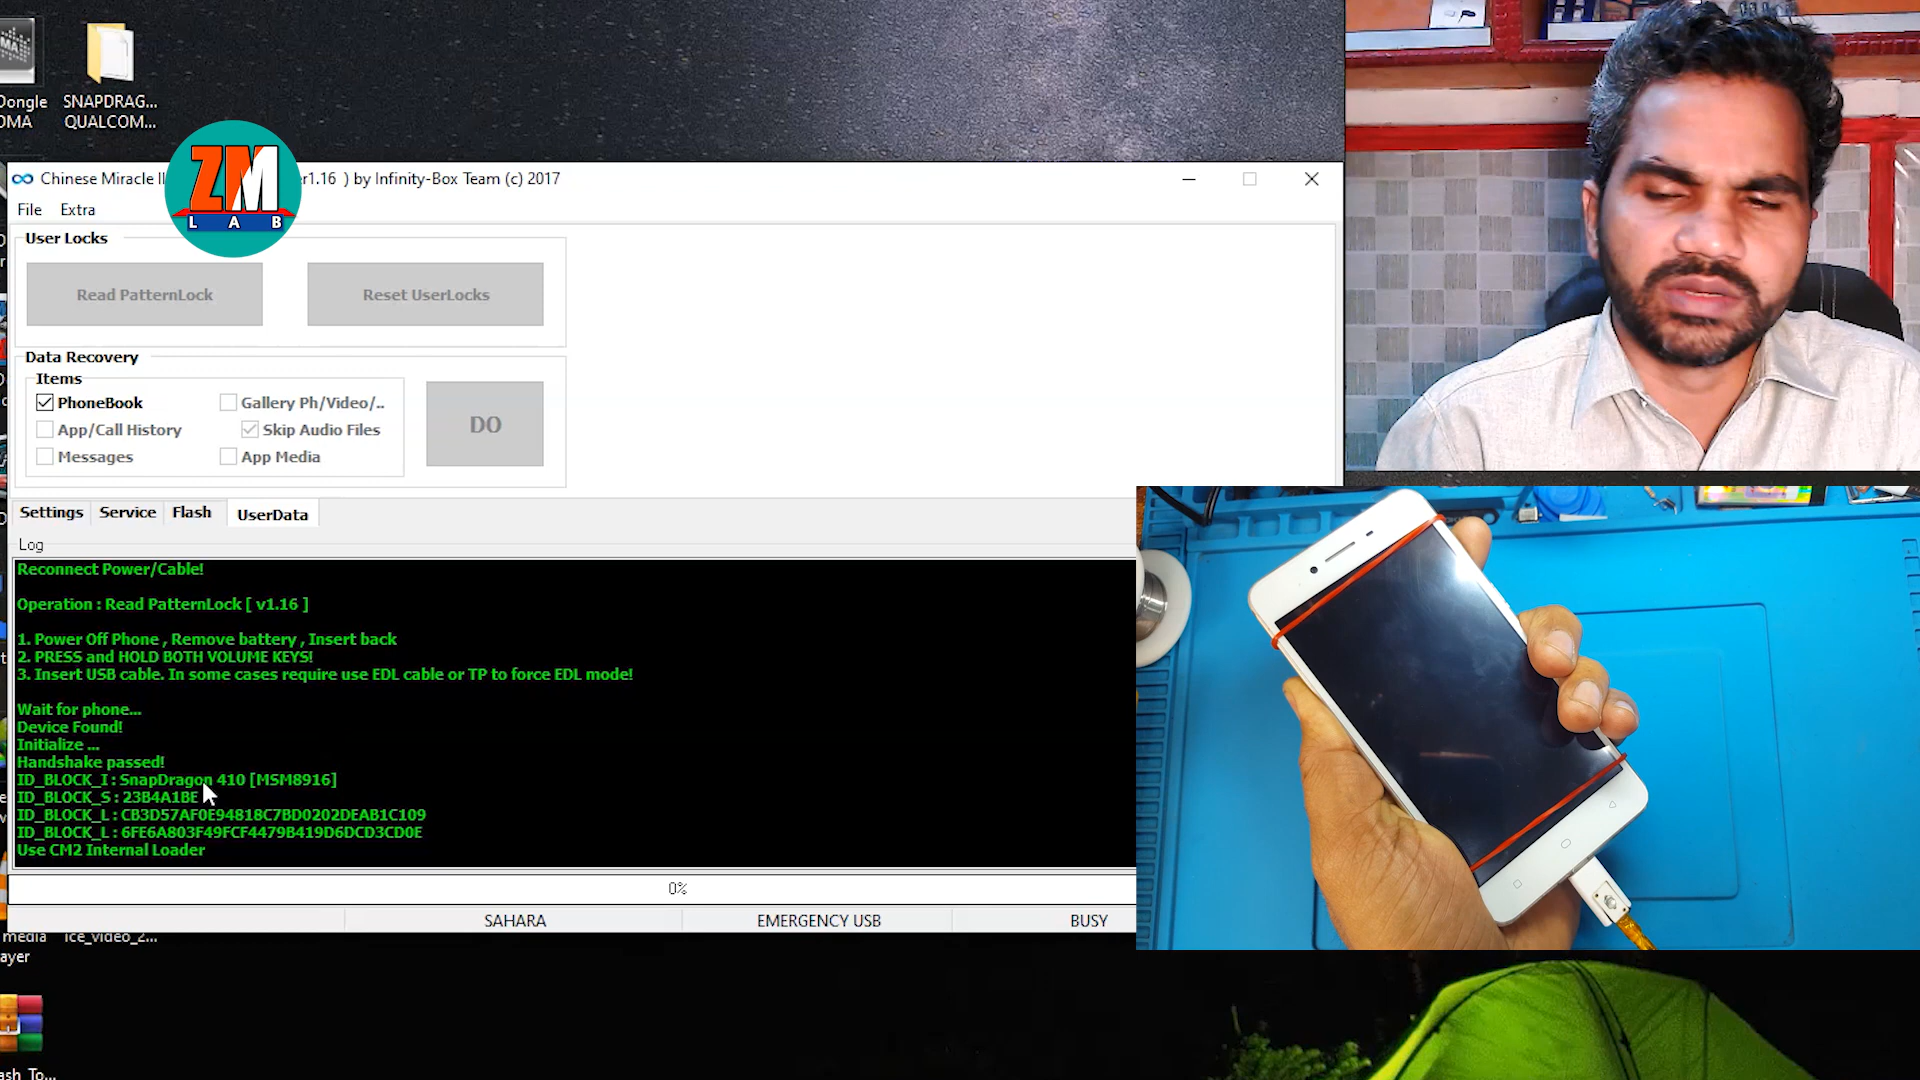 Dongle
OMA
SNAPDRAG...
QUALCOM...
ZM
LAB
Chinese Miracle II
r1.16 ) by Infinity-Box Team (c) 2017
File Extra
User Locks
Read PatternLock
Reset UserLocks
Data Recovery
Items
PhoneBook
Gallery Ph/Video/..
App/Call History
Skip Audio Files
Messages
App Media
DO
Settings Service Flash UserData
Log
Reconnect Power/Cable!
Operation : Read PatternLock [ v1.16 ]
1. Power Off Phone , Remove battery , Insert back
2. PRESS and HOLD BOTH VOLUME KEYS!
3. Insert USB cable. In some cases require use EDL cable or TP to force EDL mode!
Wait for phone...
Device Found!
Initialize ...
Handshake passed!
ID_BLOCK_I : SnapDragon 410 [MSM8916]
ID_BLOCK_S : 23B4A1BE
ID_BLOCK_L : CB3D57AF0E94818C7BD0202DEAB1C109
ID_BLOCK_L : 6FE6A803F49FCF4479B419D6DCD3CD0E
Use CM2 Internal Loader
0%
SAHARA
EMERGENCY USB
BUSY
media
ayer
ice_video_2...
ash_To...